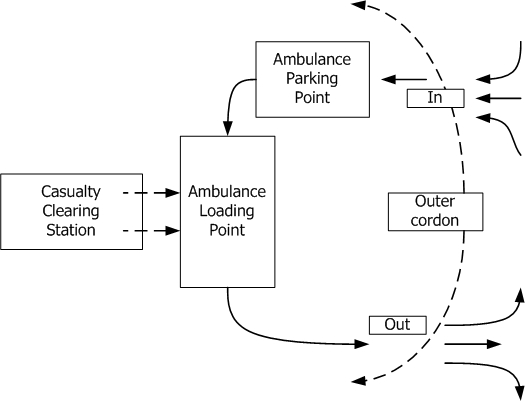 Ambulance
Parking
Point
In
Casualty
Clearing
Station
Ambulance
Loading
Point
Outer
cordon
Out